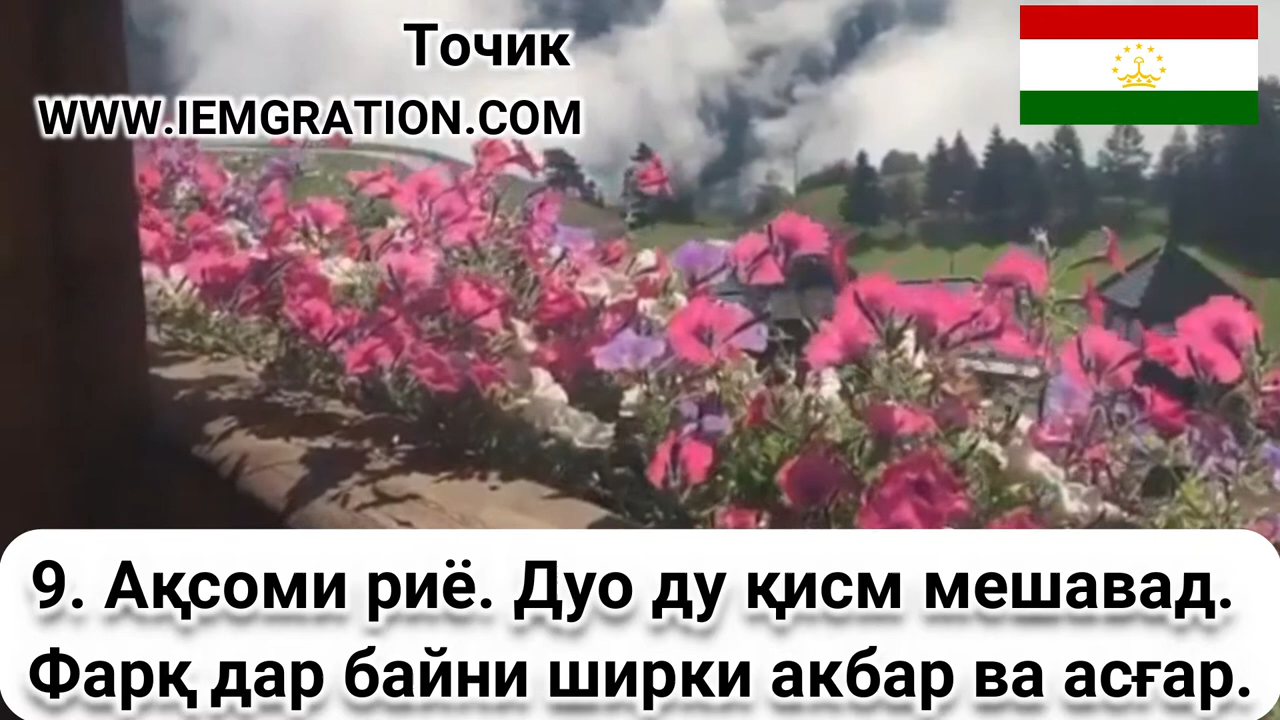 Точик
WWW.IEMGRATION.COM
9. Ақсоми риё. Дуо ду қисм мешавад.
Фарқ дар байни ширки акбар ва асғар.